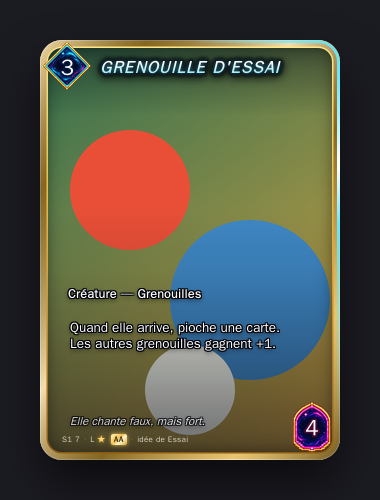 3
GRENOUILLE D'ESSAI
Créature — Grenouilles
Quand elle arrive, pioche une carte.
Les autres grenouilles gagnent +1.
Elle chante faux, mais fort.
S1 7 · L ★ AA · idée de Essai
4